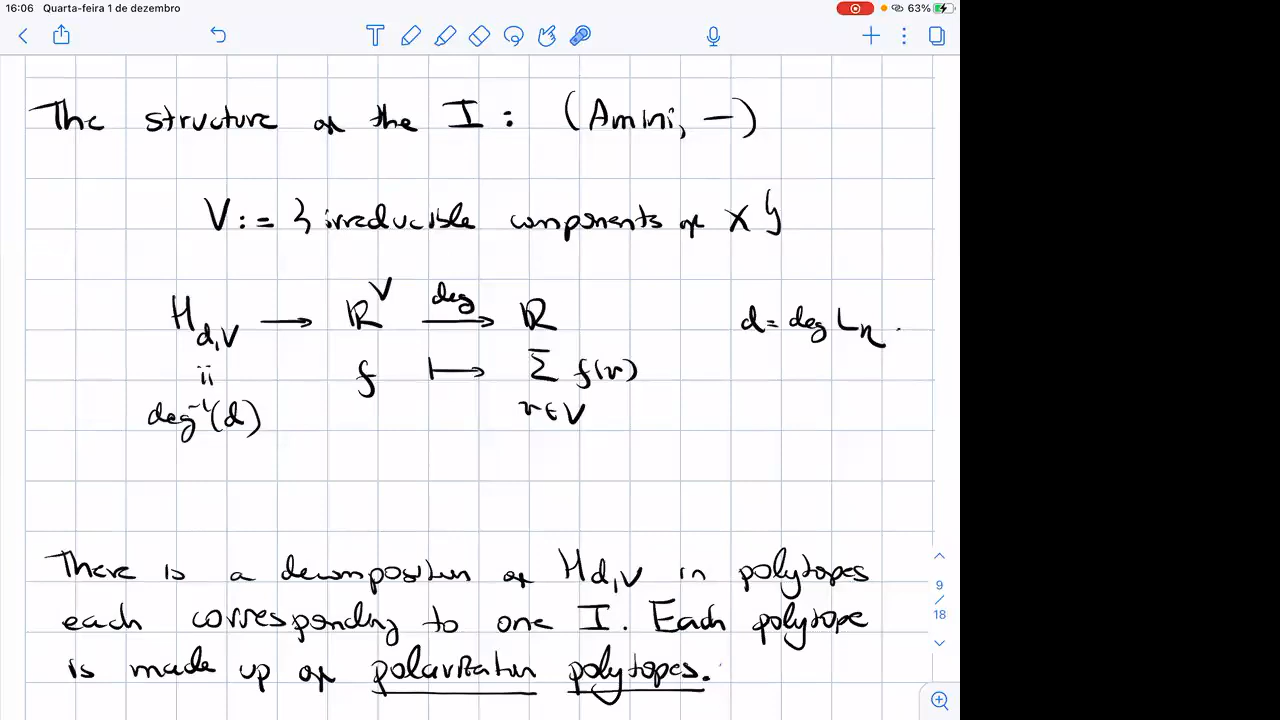 16:06 Quarta-feira 1 de dezembro 63%
The structure of the I : (Amini, —)
V := { irreducible components of X }
H_{d,V} → ℝ^V deg→ ℝ d = deg L_η .
ıı f ⟼ Σ_{v∈V} f(v)
deg⁻¹(d)
There is a decomposition of H_{d,V} in polytopes
each corresponding to one I. Each polytope
is made up of polarization polytopes.
9
/
18